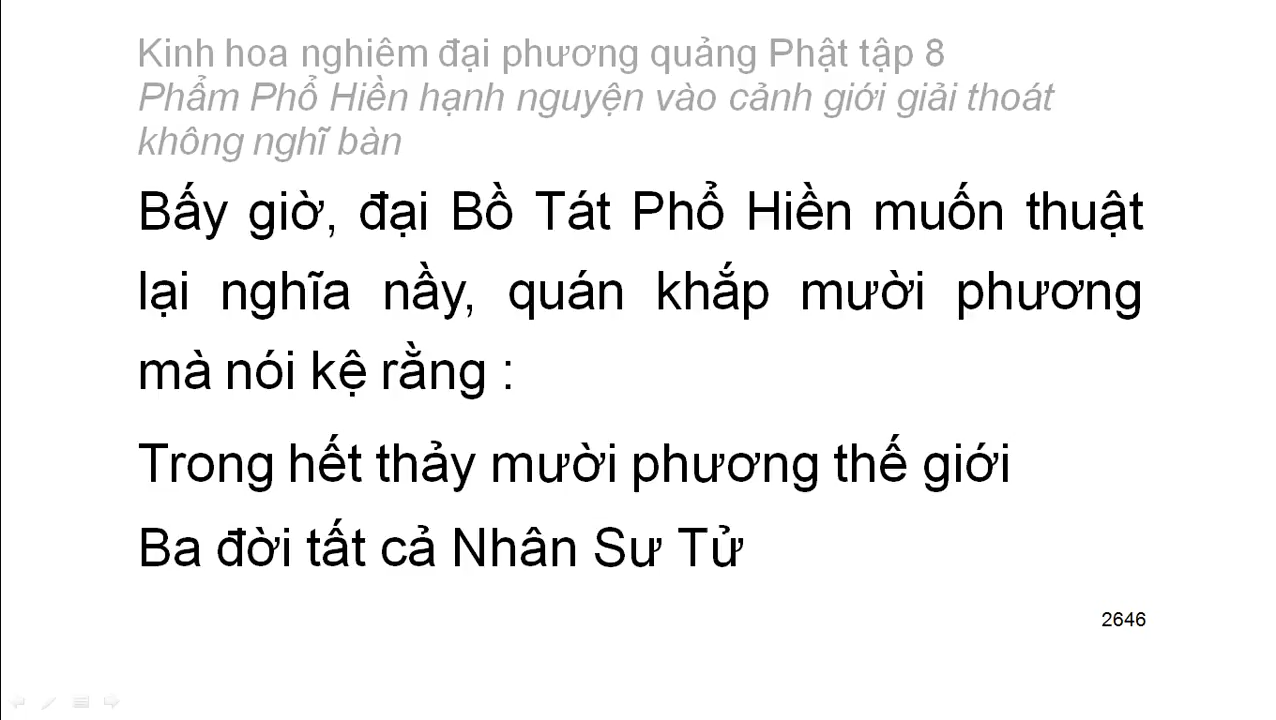 Kinh hoa nghiêm đại phương quảng Phật tập 8
Phẩm Phổ Hiền hạnh nguyện vào cảnh giới giải thoát
không nghĩ bàn
Bấy giờ, đại Bồ Tát Phổ Hiền muốn thuật
lại nghĩa nầy, quán khắp mười phương
mà nói kệ rằng :
Trong hết thảy mười phương thế giới
Ba đời tất cả Nhân Sư Tử
2646